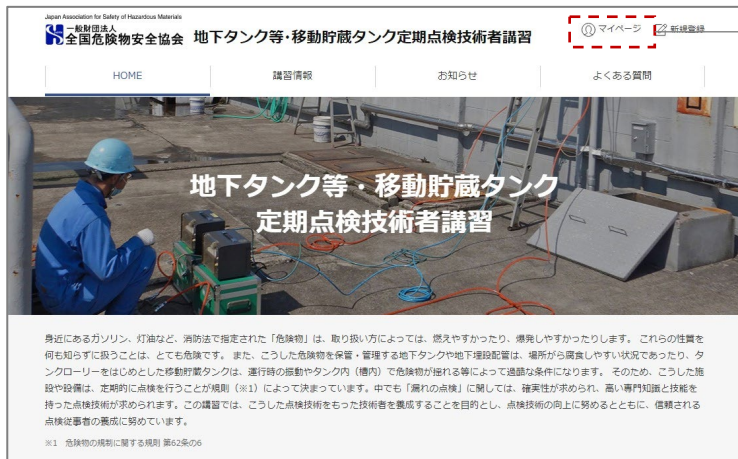 Japan Association for Safety of Hazardous Materials
一般財団法人
全国危険物安全協会 地下タンク等・移動貯蔵タンク定期点検技術者講習
マイページ 新規登録
HOME 講習情報 お知らせ よくある質問
地下タンク等・移動貯蔵タンク
定期点検技術者講習
身近にあるガソリン、灯油など、消防法で指定された「危険物」は、取り扱い方によっては、燃えやすかったり、爆発しやすかったりします。 これらの性質を
何も知らずに扱うことは、とても危険です。 また、こうした危険物を保管・管理する地下タンクや地下埋設配管は、場所がら腐食しやすい状況であったり、タ
ンクローリーをはじめとした移動貯蔵タンクは、運行時の振動やタンク内（槽内）で危険物が揺れる等によって過酷な条件になります。 そのため、こうした施
設や設備は、定期的に点検を行うことが規則（※1）によって決まっています。中でも「漏れの点検」に関しては、確実性が求められ、高い専門知識と技能を
持った点検技術が求められます。この講習では、こうした点検技術をもった技術者を養成することを目的とし、点検技術の向上に努めるとともに、信頼される
点検従事者の養成に努めています。
※1 危険物の規制に関する規則 第62条の6